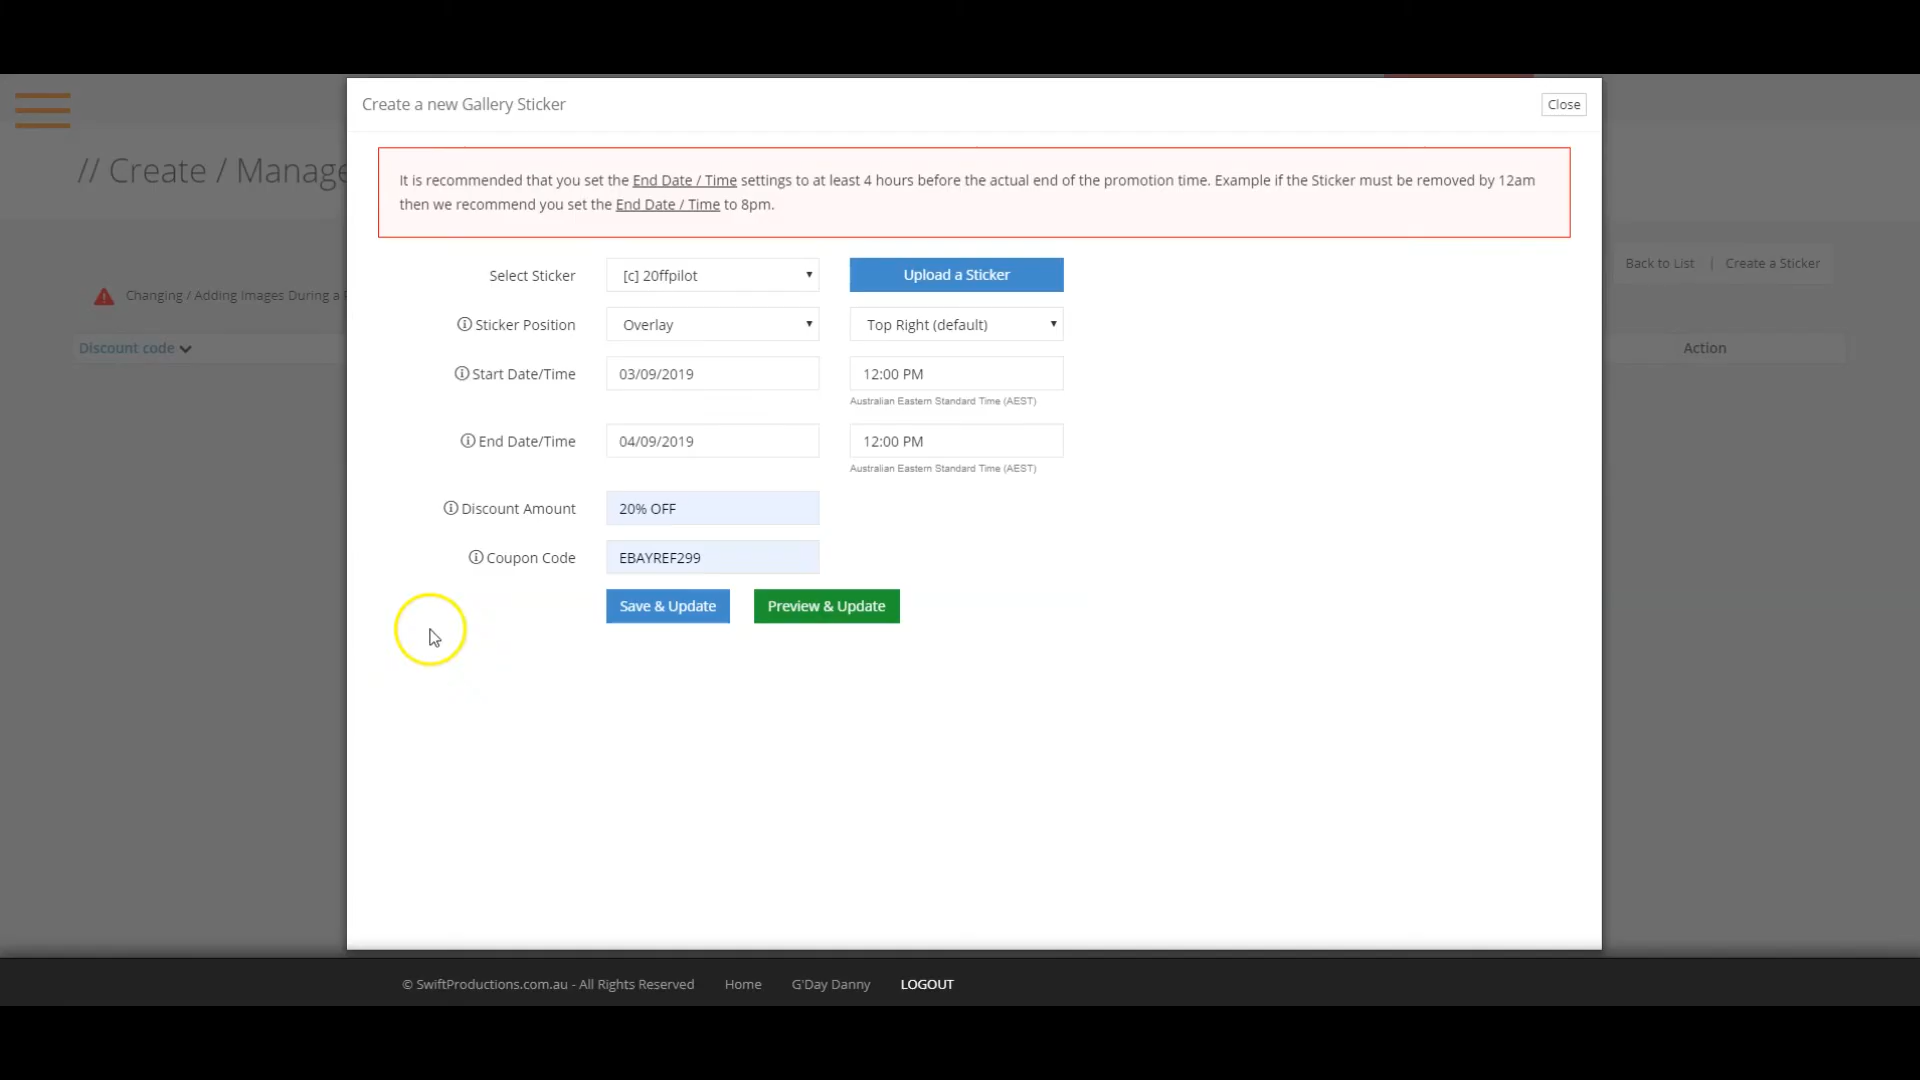 Create a new Gallery Sticker
Close
// Create / Manage
It is recommended that you set the End Date / Time settings to at least 4 hours before the actual end of the promotion time. Example if the Sticker must be removed by 12am
then we recommend you set the End Date / Time to 8pm.
Back to List | Create a Sticker
Select Sticker [c] 20ffpilot Upload a Sticker
Changing / Adding Images During a
Sticker Position Overlay Top Right (default)
Discount code Action
Start Date/Time 03/09/2019 12:00 PM
Australian Eastern Standard Time (AEST)
End Date/Time 04/09/2019 12:00 PM
Australian Eastern Standard Time (AEST)
Discount Amount 20% OFF
Coupon Code EBAYREF299
Save & Update Preview & Update
© SwiftProductions.com.au - All Rights Reserved Home G'Day Danny LOGOUT